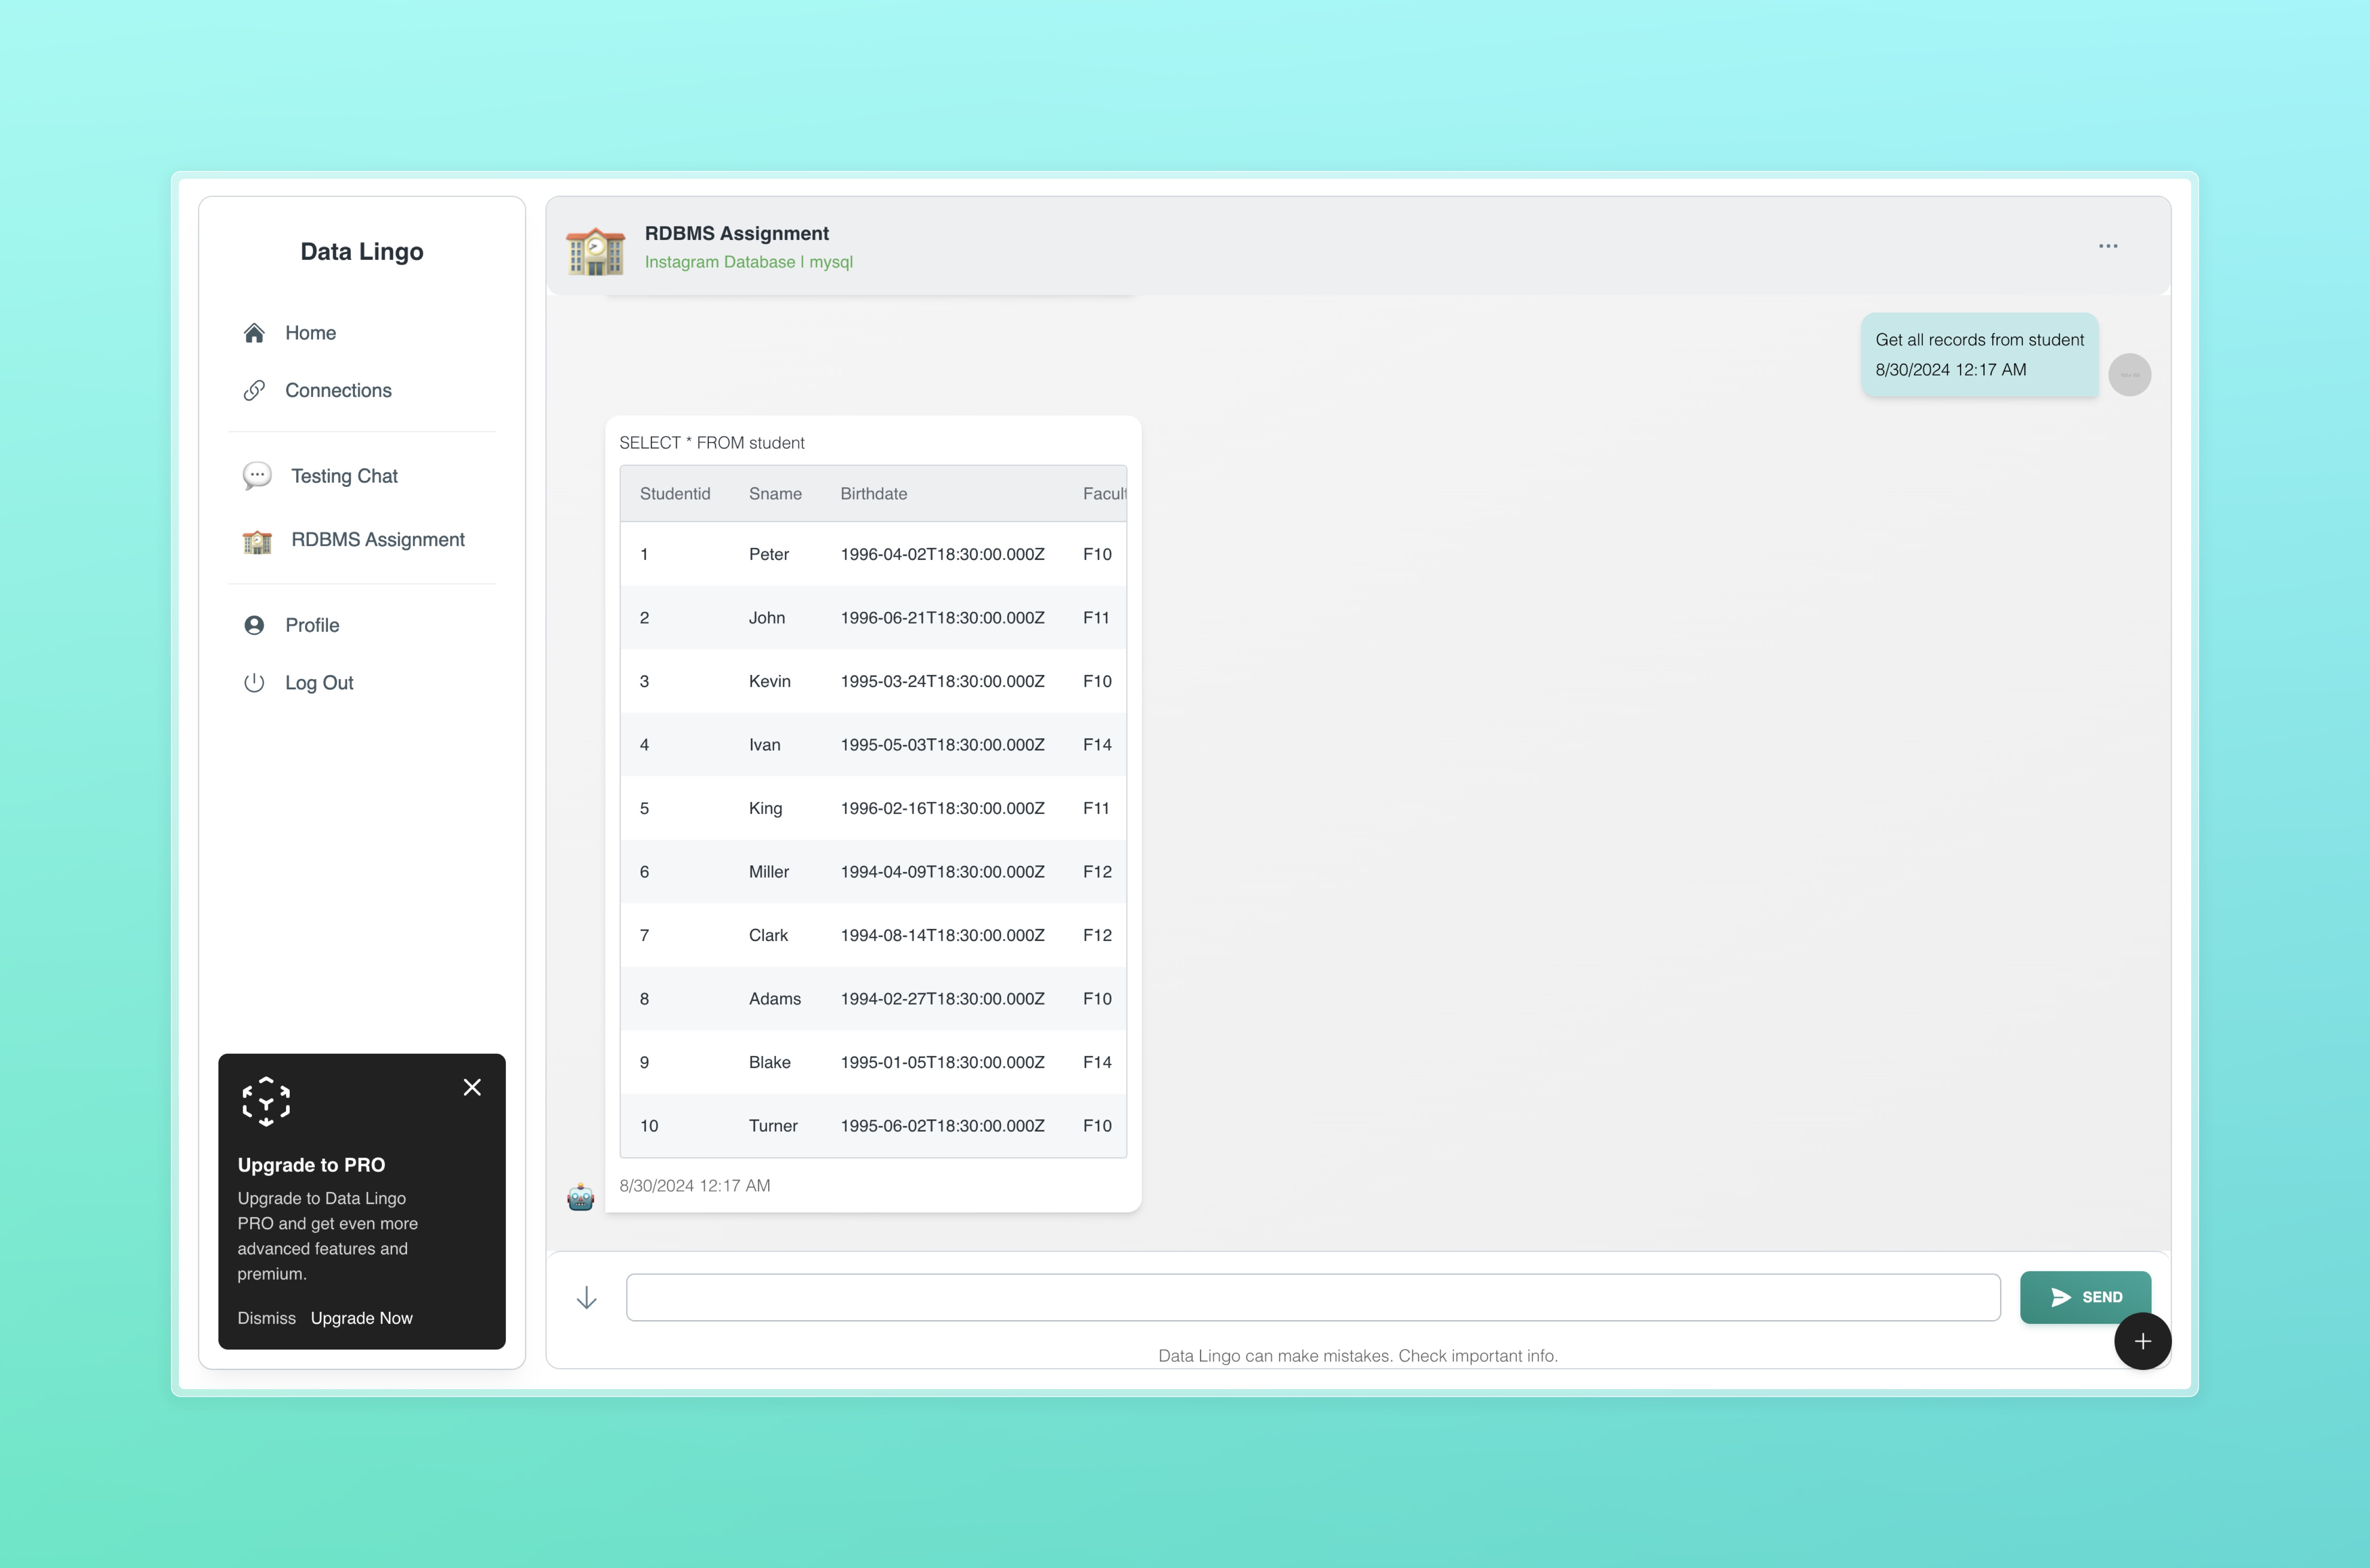 Data Lingo
Home
Connections
Testing Chat
RDBMS Assignment
Profile
Log Out
Upgrade to PRO
Upgrade to Data Lingo
PRO and get even more
advanced features and
premium.
Dismiss Upgrade Now
RDBMS Assignment
Instagram Database | mysql
Get all records from student
8/30/2024 12:17 AM
SELECT * FROM student
Studentid Sname Birthdate Facult
1 Peter 1996-04-02T18:30:00.000Z F10
2 John 1996-06-21T18:30:00.000Z F11
3 Kevin 1995-03-24T18:30:00.000Z F10
4 Ivan 1995-05-03T18:30:00.000Z F14
5 King 1996-02-16T18:30:00.000Z F11
6 Miller 1994-04-09T18:30:00.000Z F12
7 Clark 1994-08-14T18:30:00.000Z F12
8 Adams 1994-02-27T18:30:00.000Z F10
9 Blake 1995-01-05T18:30:00.000Z F14
10 Turner 1995-06-02T18:30:00.000Z F10
8/30/2024 12:17 AM
SEND
Data Lingo can make mistakes. Check important info.